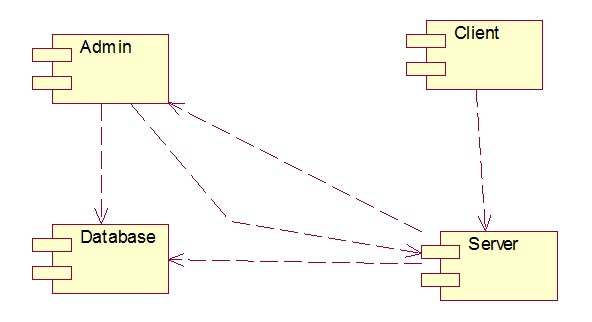 Admin
Client
Database
Server